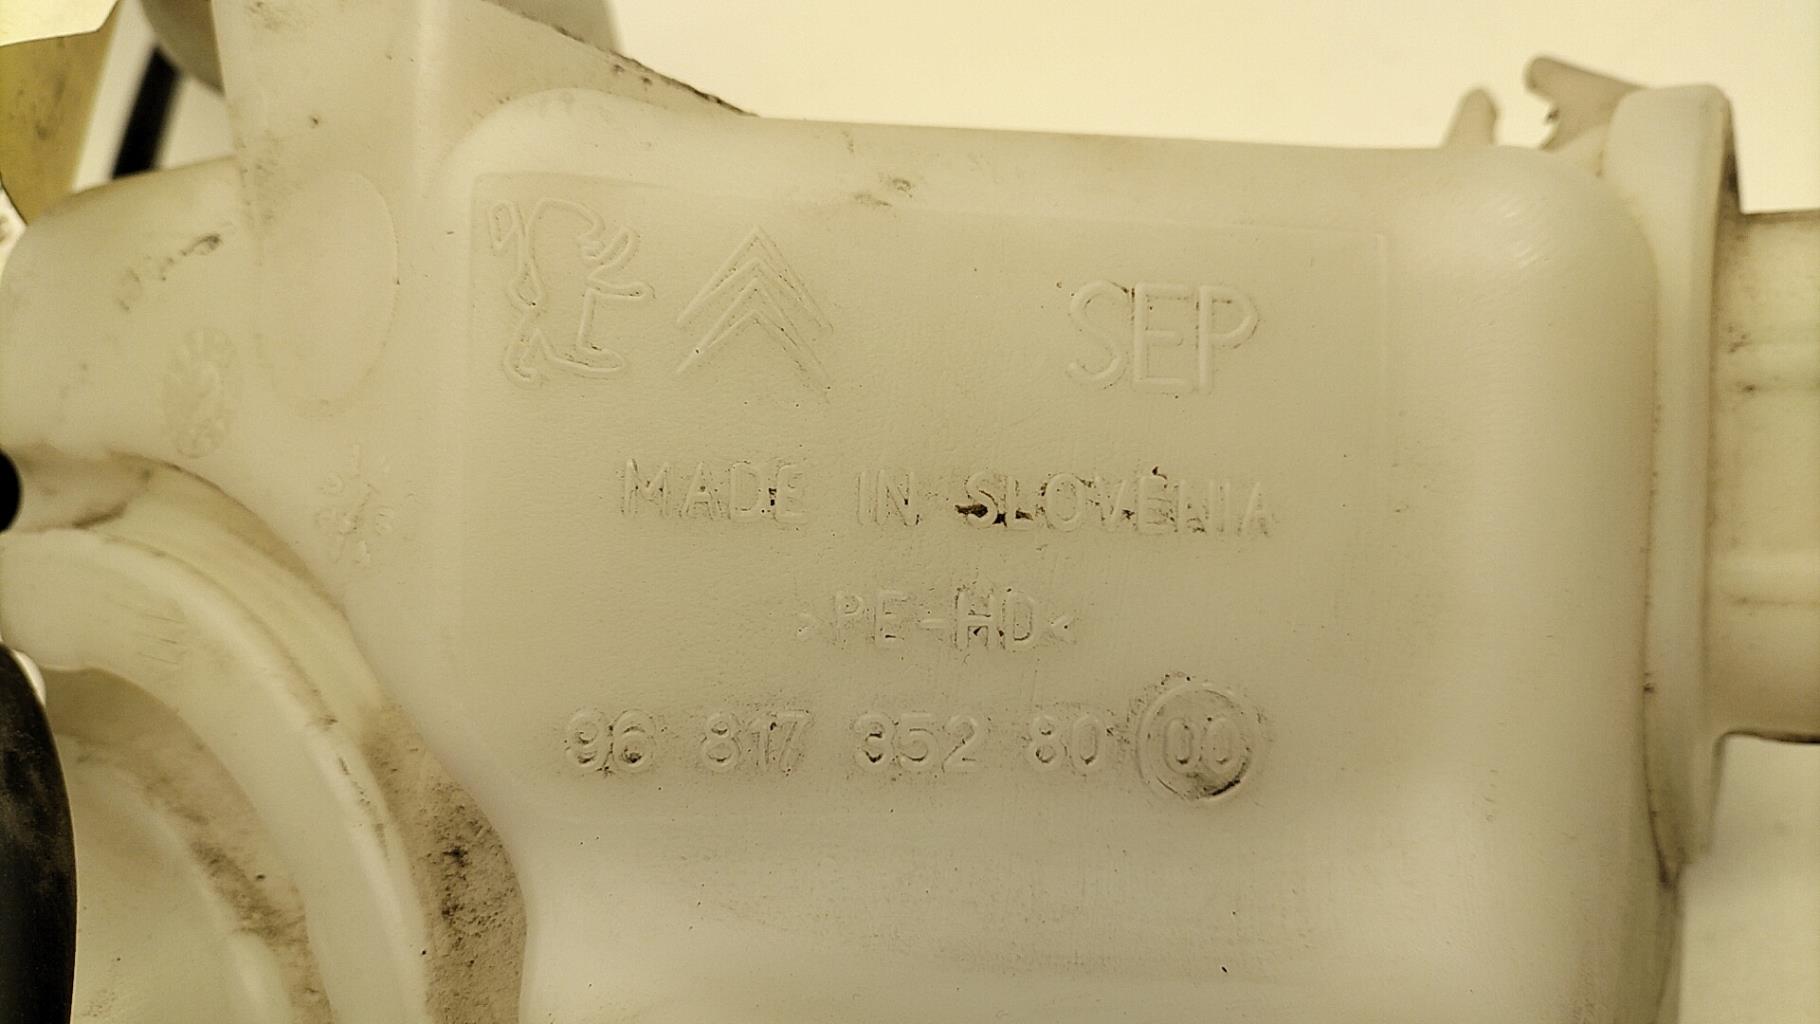 SEP
MADE IN SLOVENIA
>PE-HD<
96 817 352 80 00